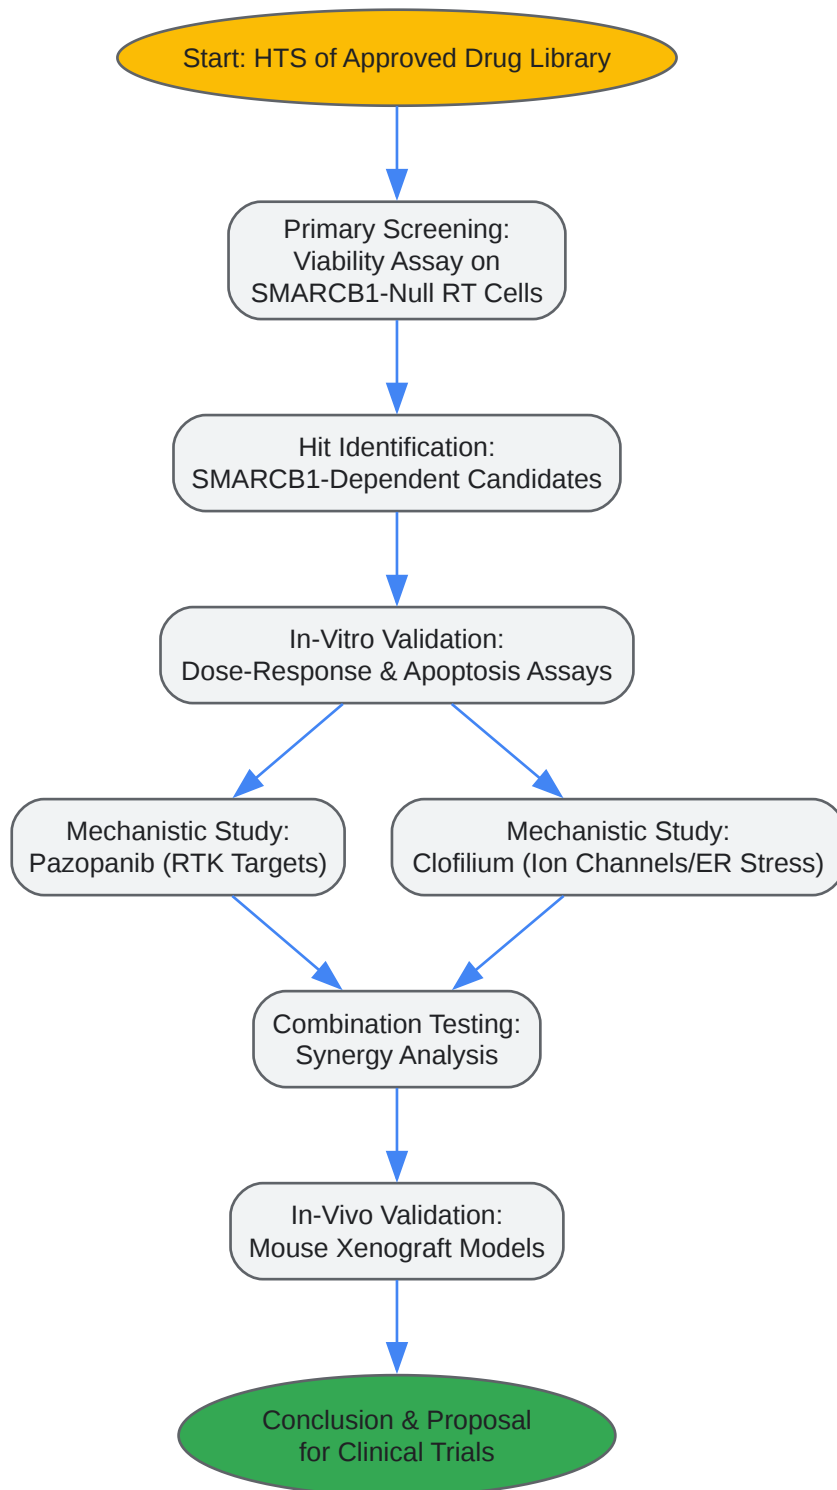 Start: HTS of Approved Drug Library
Primary Screening:
Viability Assay on
SMARCB1-Null RT Cells
Hit Identification:
SMARCB1-Dependent Candidates
In-Vitro Validation:
Dose-Response & Apoptosis Assays
Mechanistic Study:
Pazopanib (RTK Targets)
Mechanistic Study:
Clofilium (Ion Channels/ER Stress)
Combination Testing:
Synergy Analysis
In-Vivo Validation:
Mouse Xenograft Models
Conclusion & Proposal
for Clinical Trials